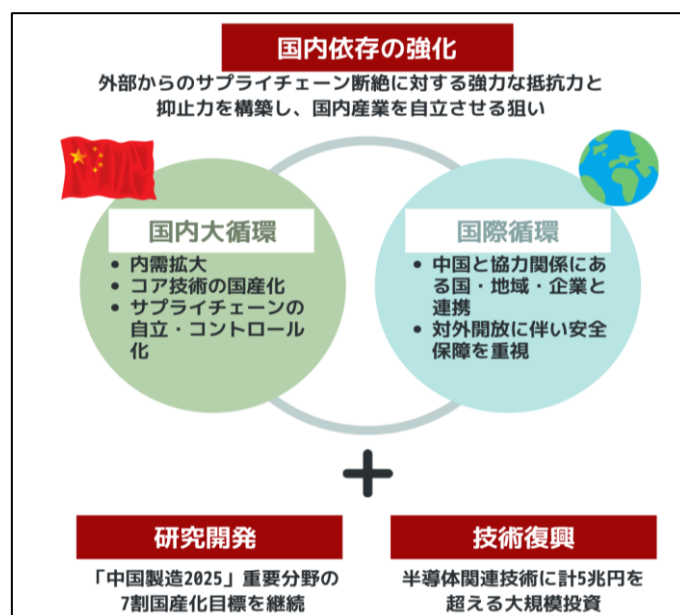 国内依存の強化
外部からのサプライチェーン断絶に対する強力な抵抗力と
抑止力を構築し、国内産業を自立させる狙い
国内大循環
• 内需拡大
• コア技術の国産化
• サプライチェーンの
自立・コントロール
化
国際循環
• 中国と協力関係にあ
る国・地域・企業と
連携
• 対外開放に伴い安全
保障を重視
+
研究開発
「中国製造2025」重要分野の
7割国産化目標を継続
技術復興
半導体関連技術に計5兆円を
超える大規模投資